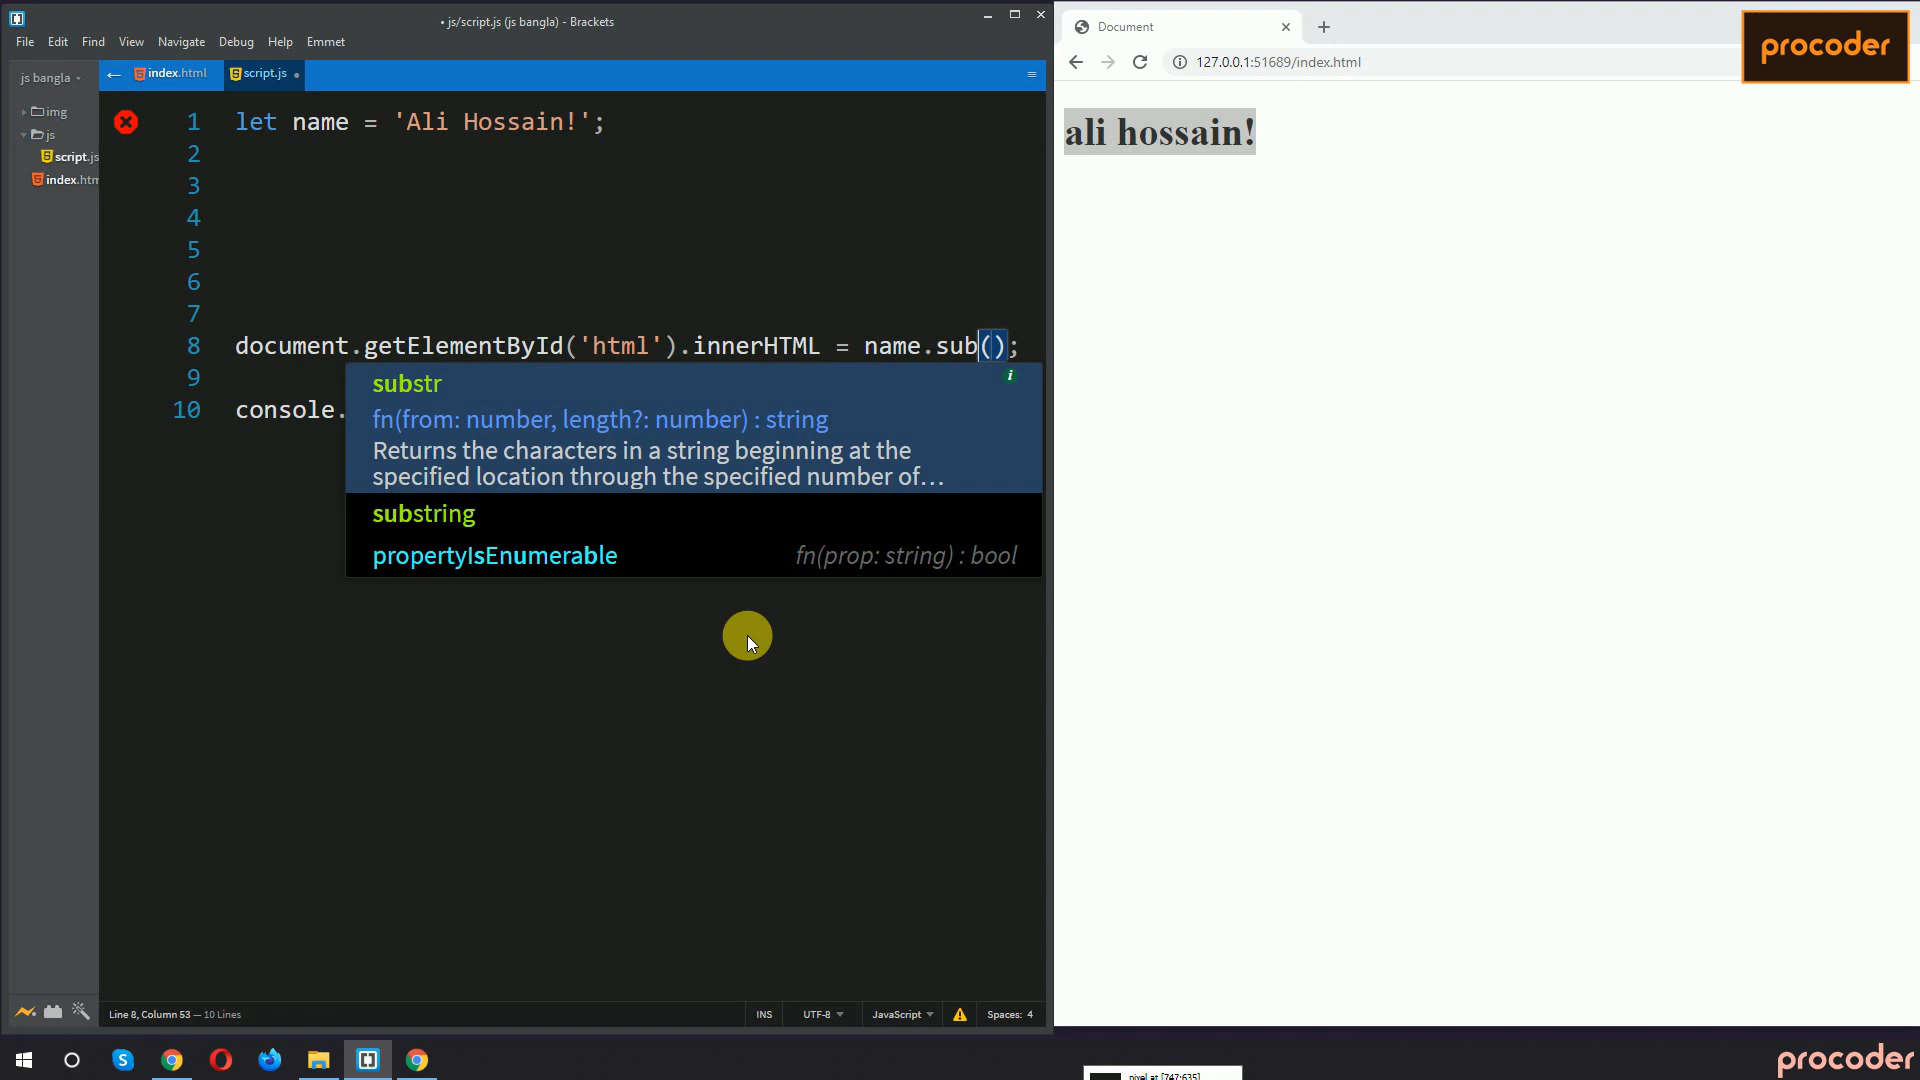 • js/script.js (js bangla) - Brackets
File Edit Find View Navigate Debug Help Emmet
js bangla
index.html
script.js
img
js
script.js
index.htm
1 let name = 'Ali Hossain!';
2
3
4
5
6
7
8 document.getElementById('html').innerHTML = name.sub();
9
10 console.
substr
fn(from: number, length?: number) : string
Returns the characters in a string beginning at the
specified location through the specified number of…
substring
propertyIsEnumerable fn(prop: string) : bool
Line 8, Column 53 — 10 Lines
INS
UTF-8
JavaScript
Spaces: 4
Document
127.0.0.1:51689/index.html
procoder
ali hossain!
pixel at [747;635]
procoder